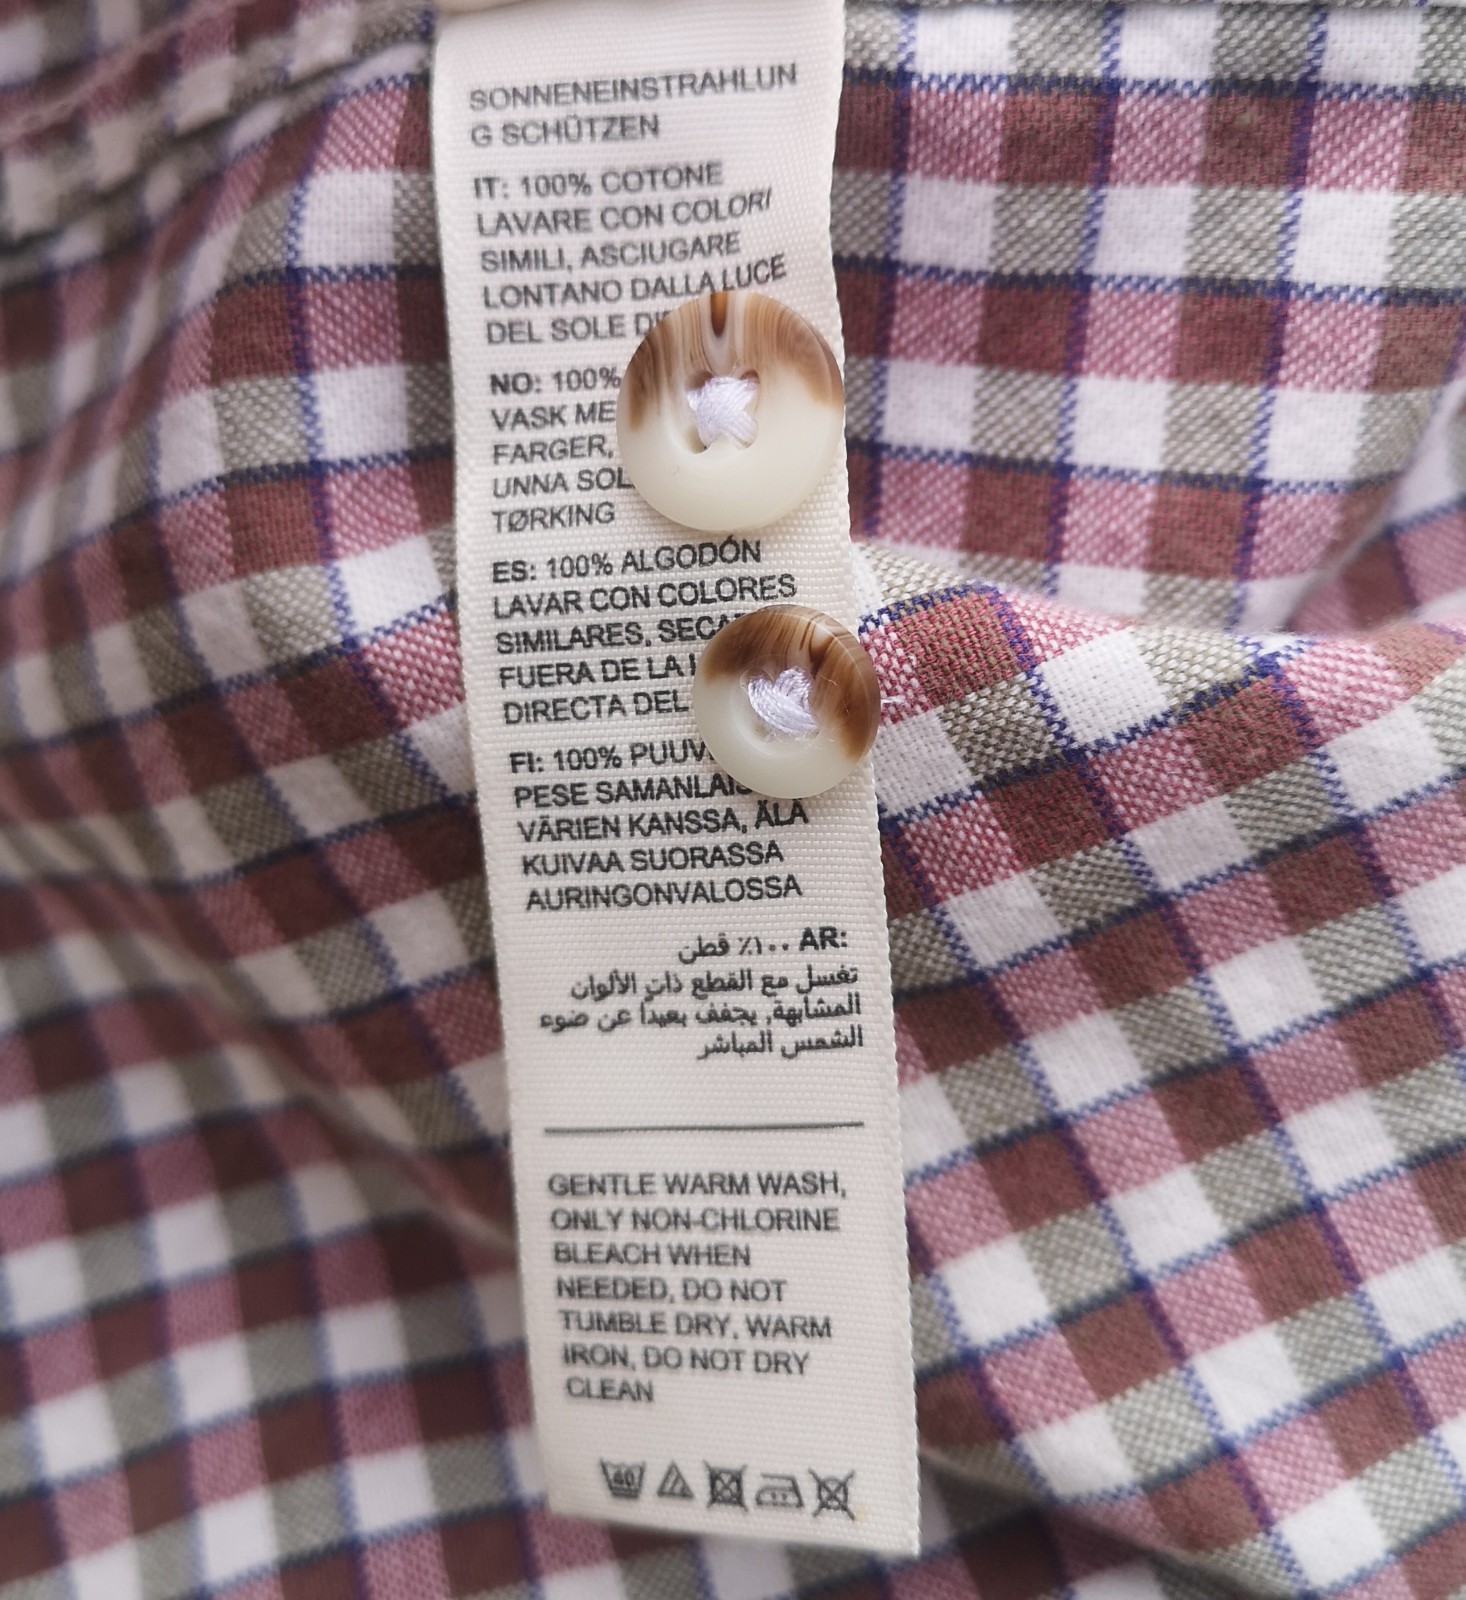 SONNENEINSTRAHLUN
G SCHÜTZEN
IT: 100% COTONE
LAVARE CON COLORI
SIMILI, ASCIUGARE
LONTANO DALLA LUCE
DEL SOLE
NO: 100%
VASK
FARGER,
UNNA
TØRKING
ES: 100% ALGODÓN
LAVAR CON COLORES
SIMILARES,
FUERA DE LA
DIRECTA DEL
FI: 100%
PESE
VÄRIEN KANSSA, ÄLÄ
KUIVAA SUORASSA
AURINGONVALOSSA
AR: ١٠٠٪ قطن
تغسل مع القطع ذات الألوان
المشابهة, يجفف بعيداً عن ضوء
الشمس المباشر
GENTLE WARM WASH,
ONLY NON-CHLORINE
BLEACH WHEN
NEEDED, DO NOT
TUMBLE DRY, WARM
IRON, DO NOT DRY
CLEAN
40